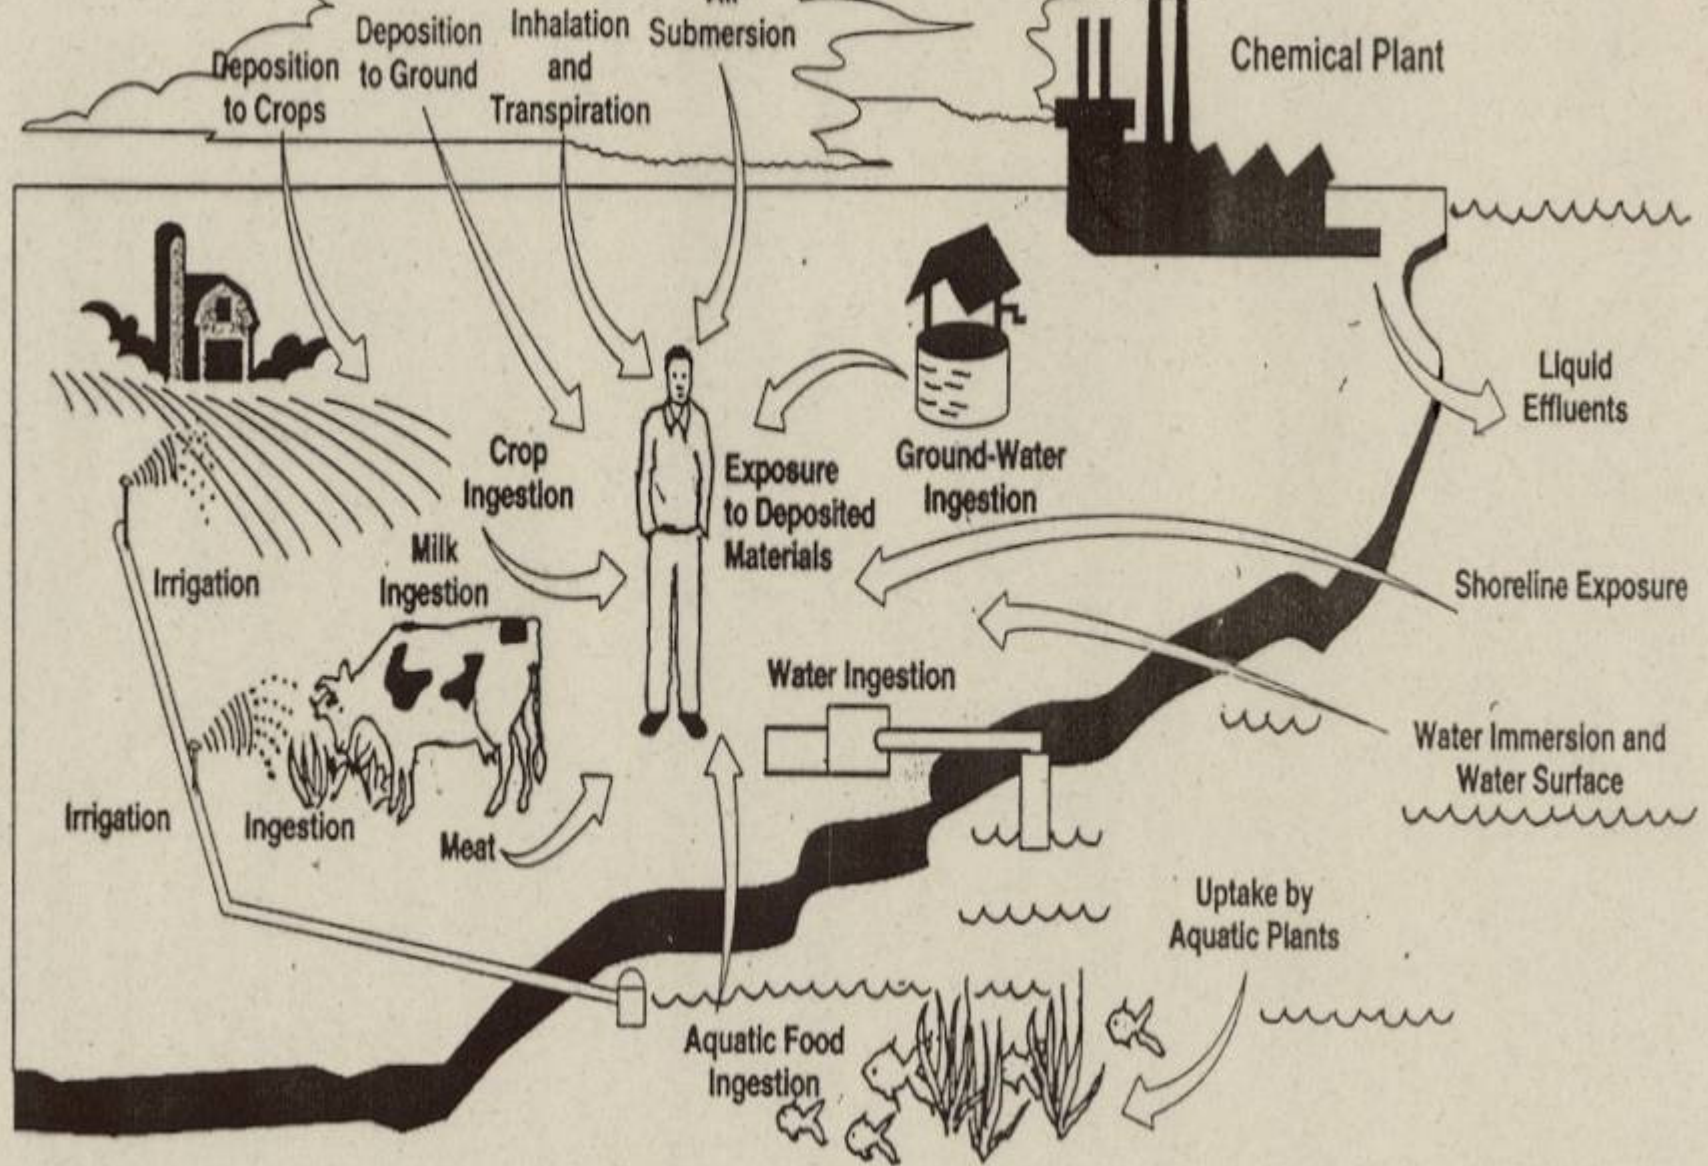 Deposition
to Crops
Deposition
to Ground
Inhalation
and
Transpiration
Submersion
Chemical Plant
Liquid
Effluents
Crop
Ingestion
Exposure
to Deposited
Materials
Ground-Water
Ingestion
Milk
Ingestion
Irrigation
Shoreline Exposure
Water Ingestion
Water Immersion and
Water Surface
Irrigation
Ingestion
Meat
Uptake by
Aquatic Plants
Aquatic Food
Ingestion